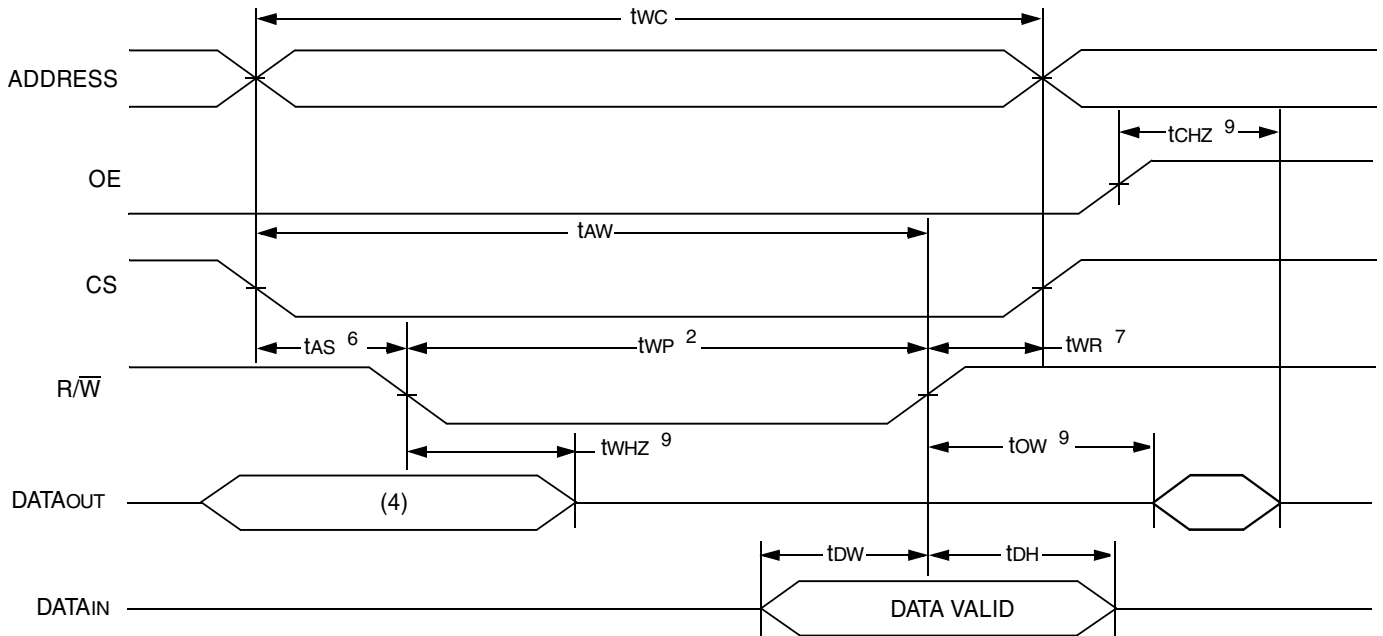 tWC
ADDRESS
tCHZ 9
OE
tAW
CS
tAS 6
tWP 2
tWR 7
R/W̅
tWHZ 9
tOW 9
DATAOUT
(4)
tDW
tDH
DATAIN
DATA VALID